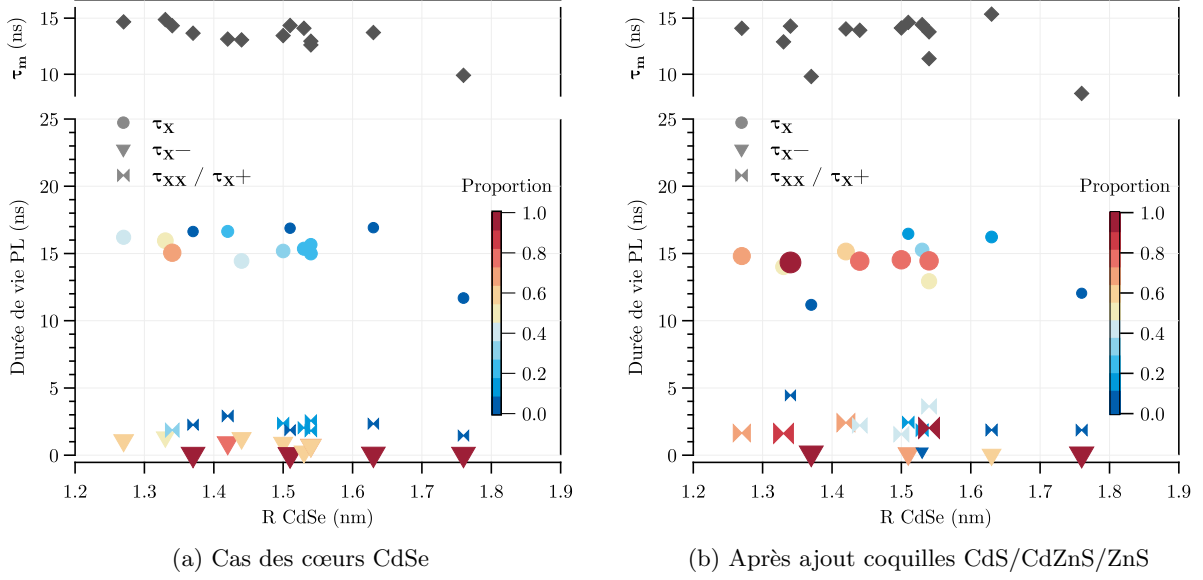 τm (ns)
15
10
25
20
15
10
5
0
Durée de vie PL (ns)
τX
τX−
τXX / τX+
Proportion
1.0
0.8
0.6
0.4
0.2
0.0
1.2 1.3 1.4 1.5 1.6 1.7 1.8 1.9
R CdSe (nm)
(a) Cas des cœurs CdSe
τm (ns)
15
10
25
20
15
10
5
0
Durée de vie PL (ns)
τX
τX−
τXX / τX+
Proportion
1.0
0.8
0.6
0.4
0.2
0.0
1.2 1.3 1.4 1.5 1.6 1.7 1.8 1.9
R CdSe (nm)
(b) Après ajout coquilles CdS/CdZnS/ZnS